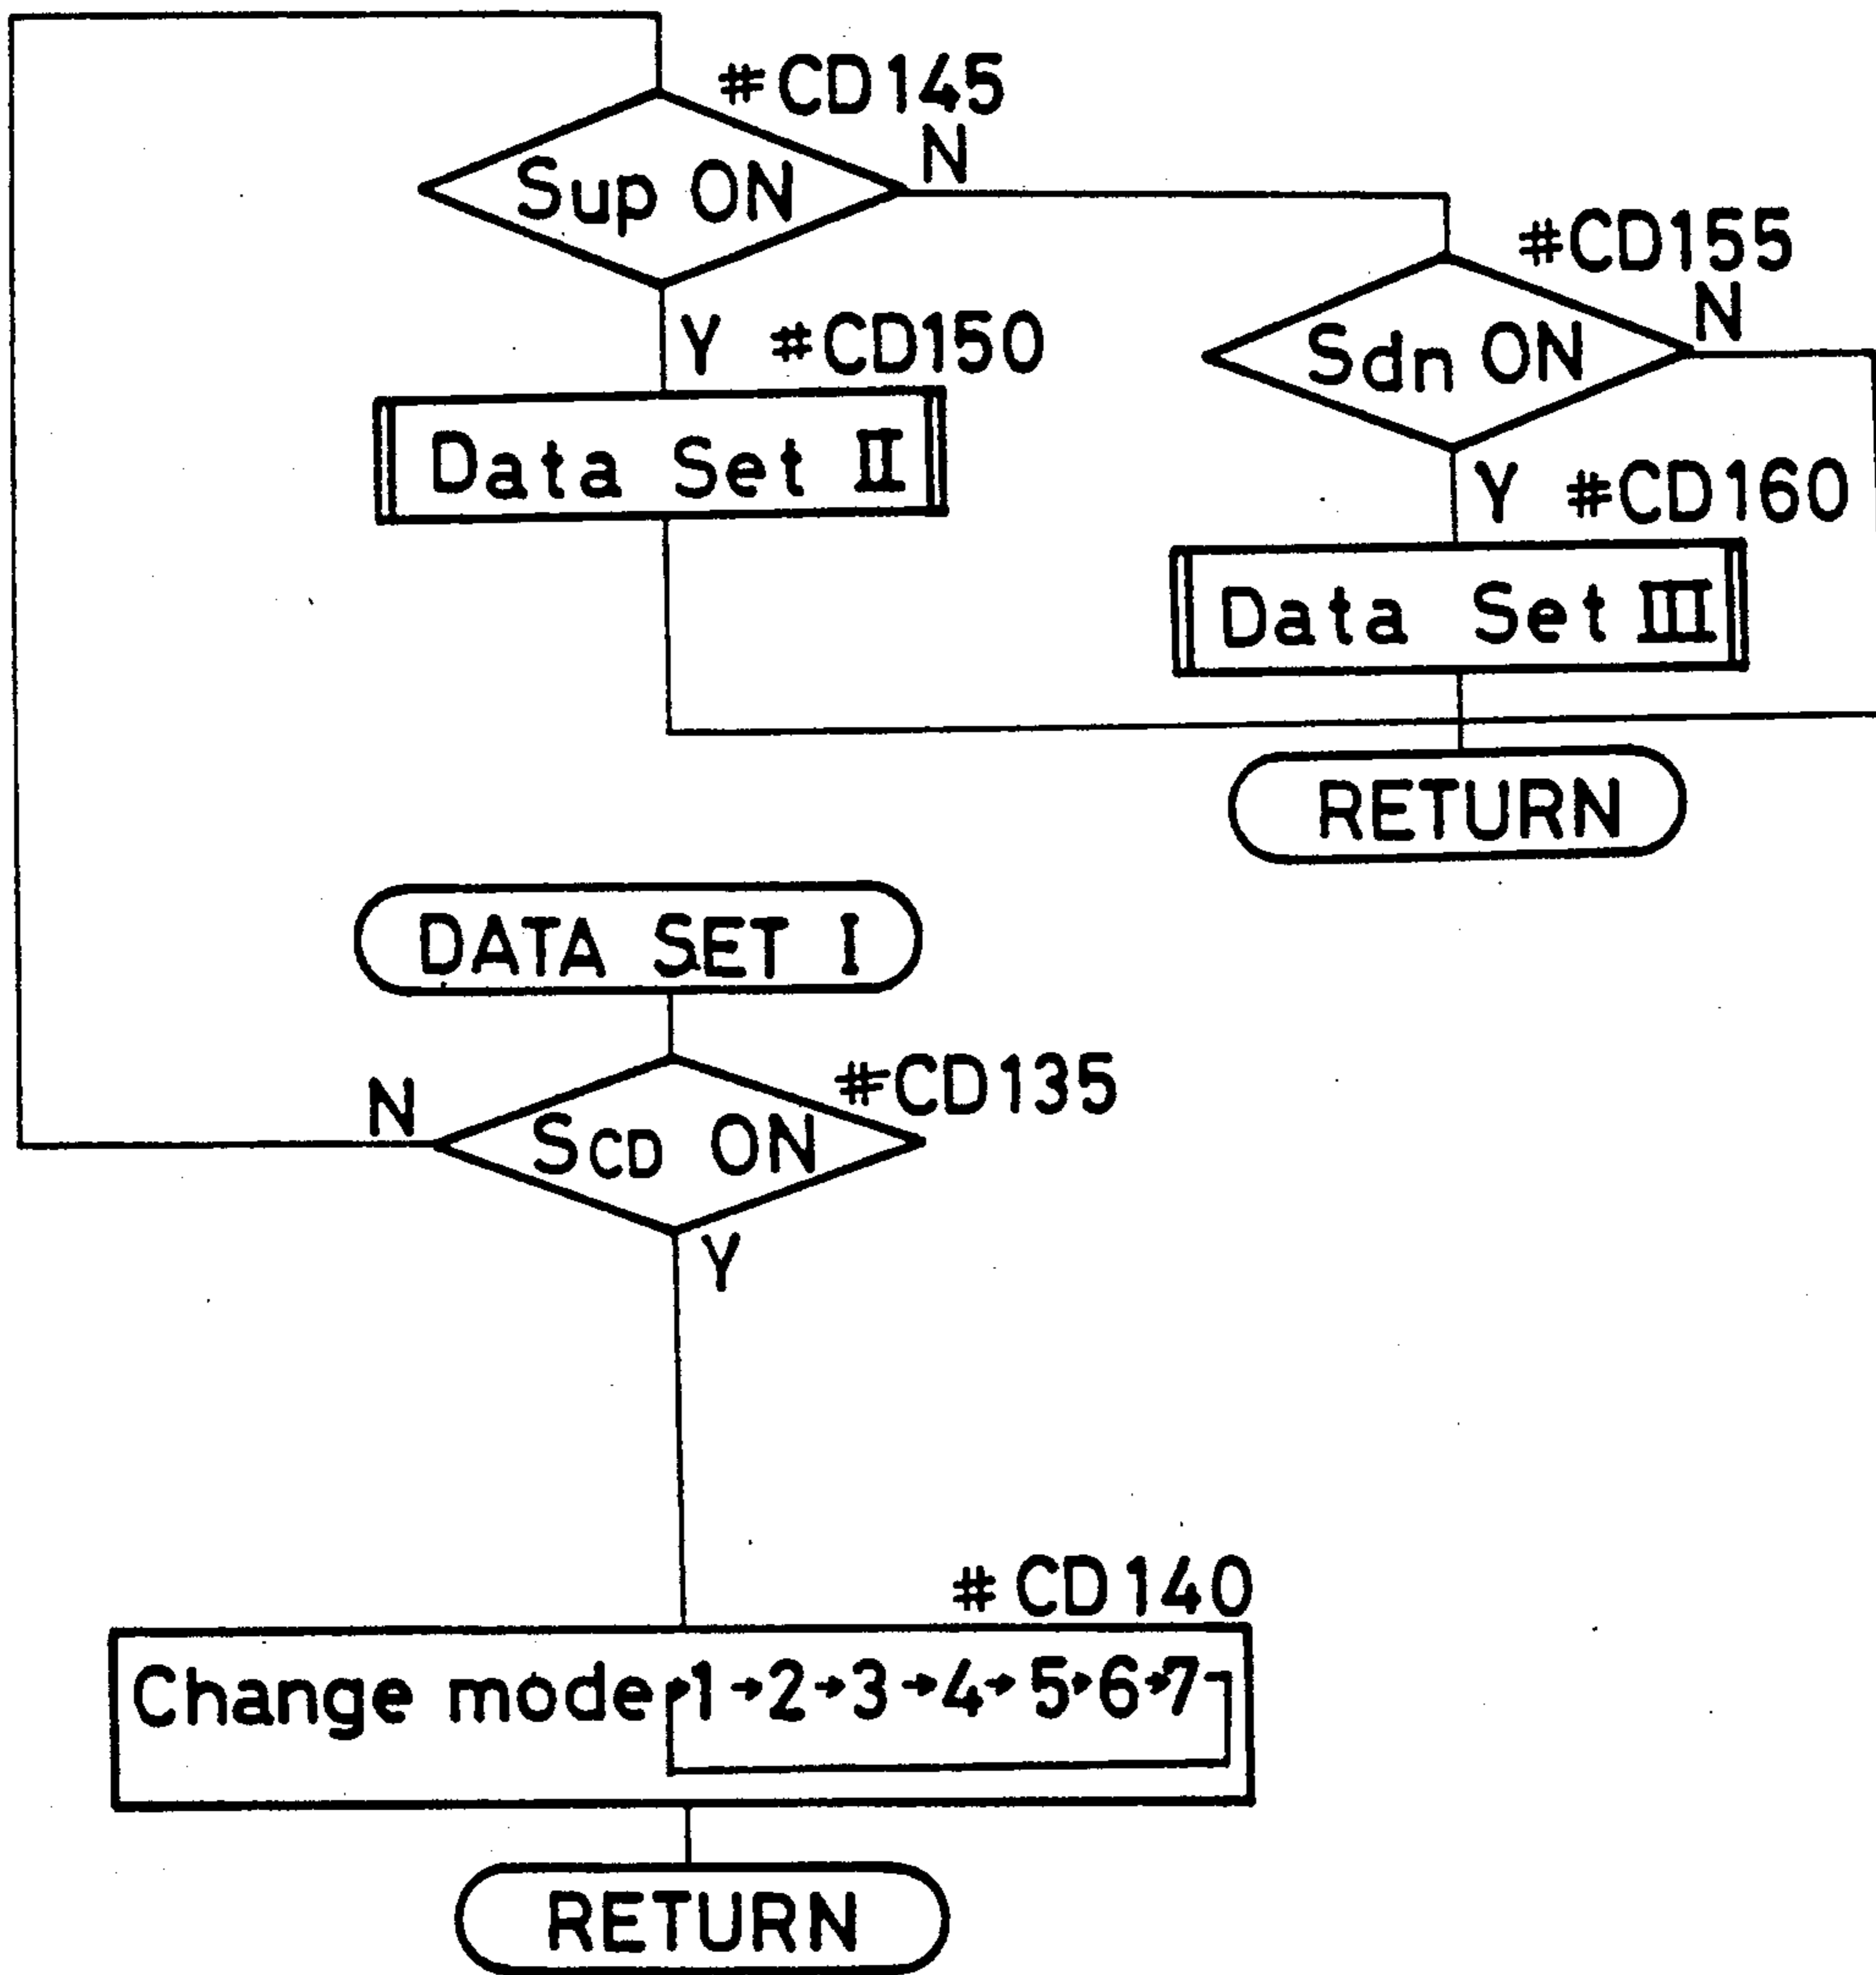 #CD145
Sup ON
N
#CD155
Sdn ON
N
Y #CD150
Data Set II
Y #CD160
Data Set III
RETURN
DATA SET I
#CD135
N
SCD ON
Y
#CD140
Change mode 1→2→3→4→5→6→7
RETURN